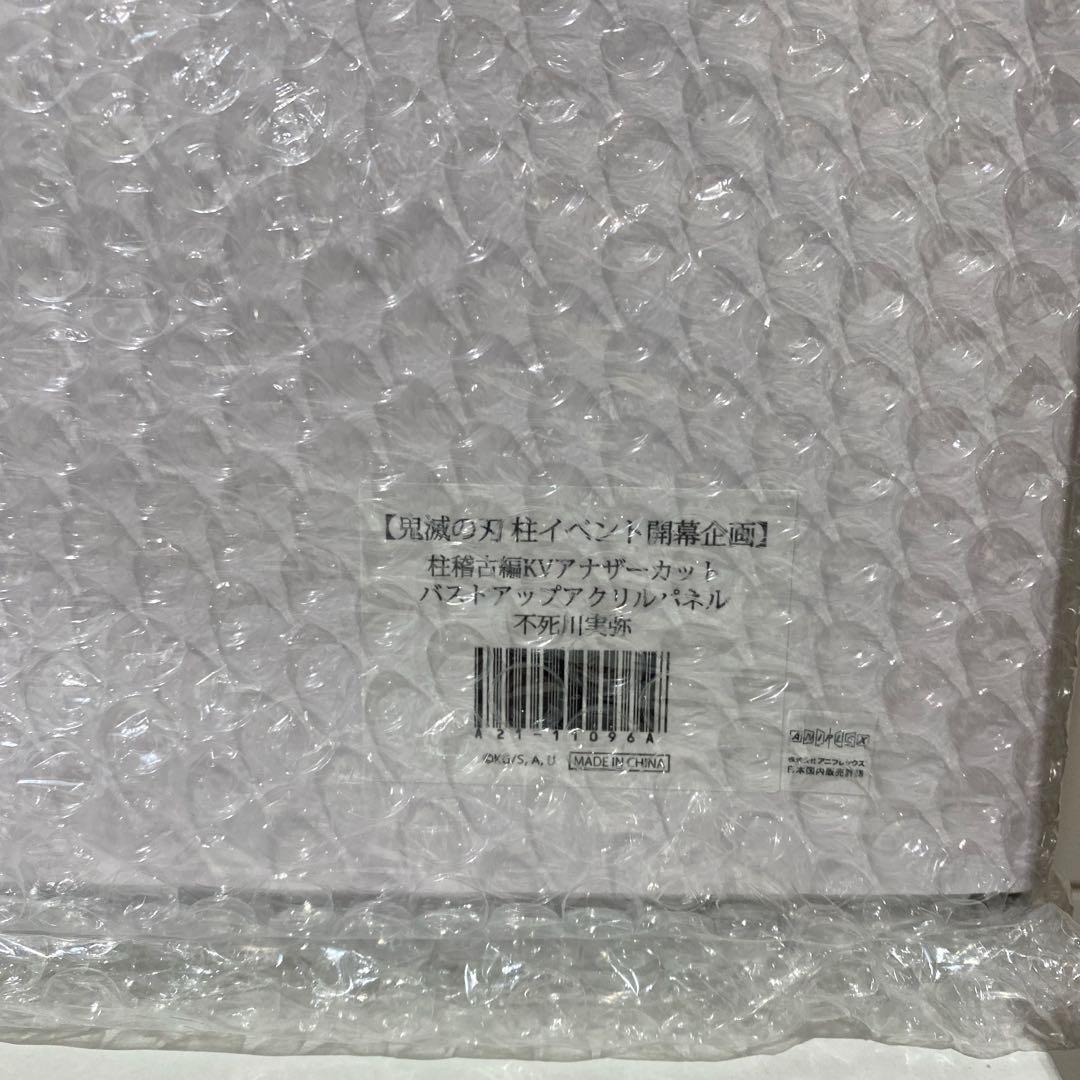 【鬼滅の刃 柱イベント開幕企画】
柱稽古編KVアナザーカット
バストアップアクリルパネル
不死川実弥
A21-11096A
/AKG/S, A, U MADE IN CHINA
ANIPLEX
株式会社アニプレックス
日本国内販売許諾